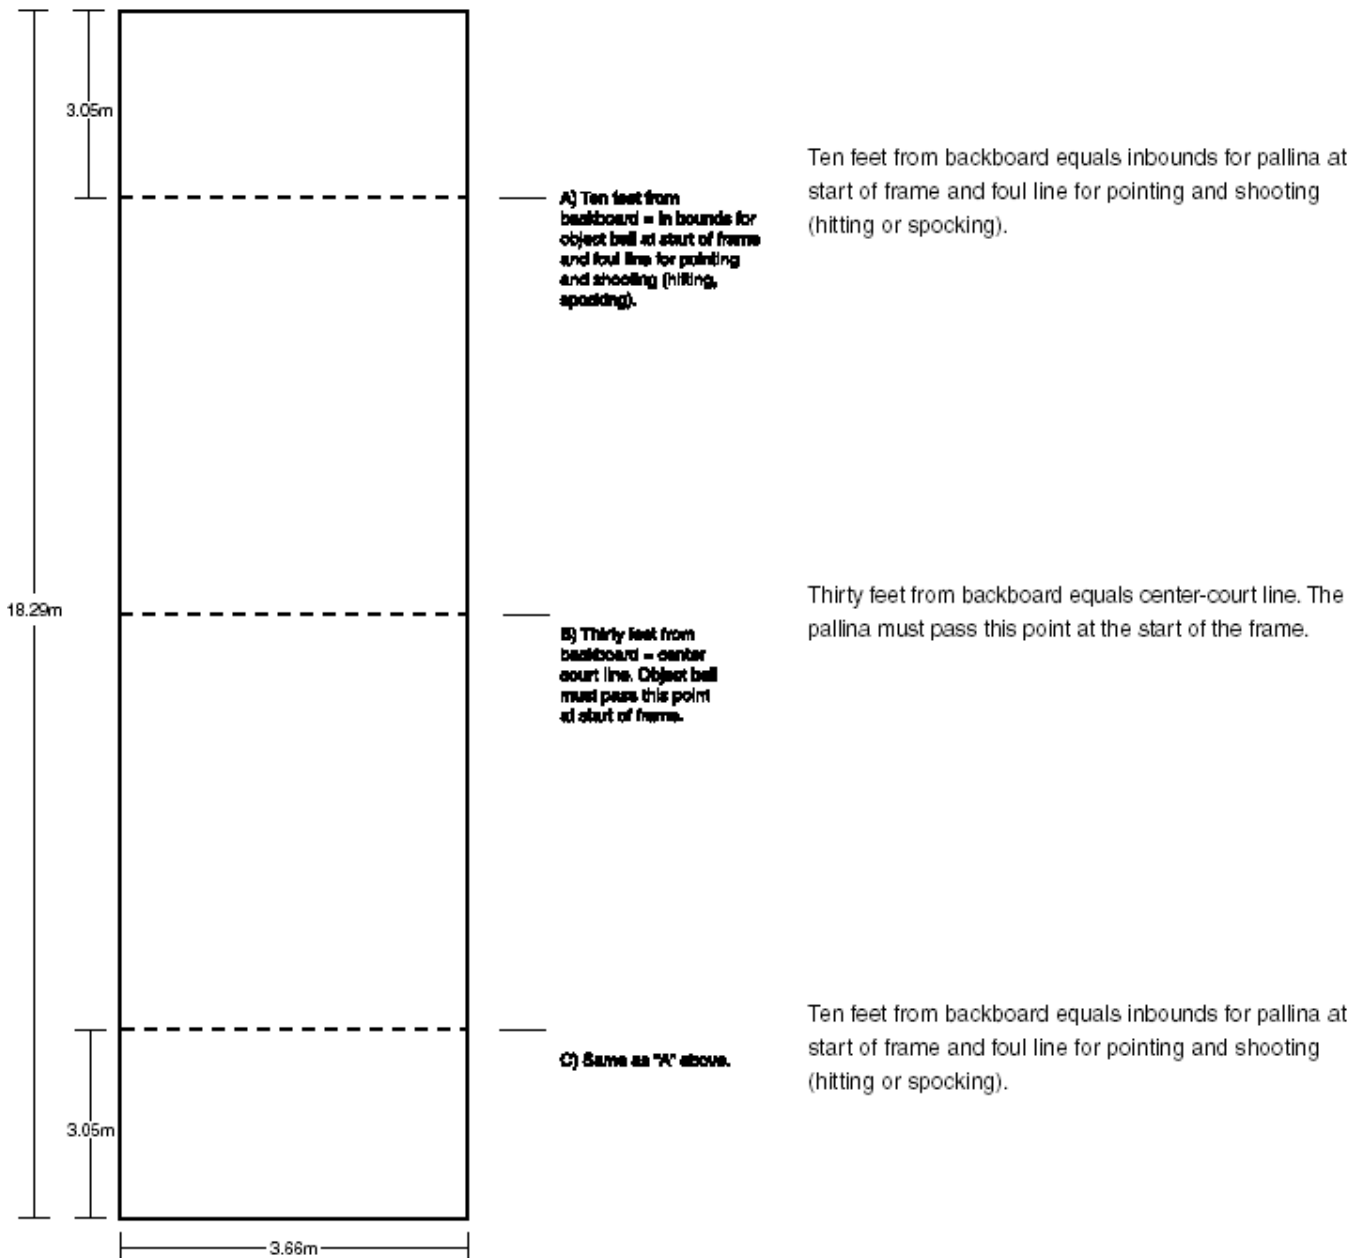 3.05m
Ten feet from backboard equals inbounds for pallina at
start of frame and foul line for pointing and shooting
(hitting or spocking).
A) Ten feet from
backboard = in bounds for
object ball at start of frame
and foul line for pointing
and shooting (hitting,
spocking).
18.29m
Thirty feet from backboard equals center-court line. The
pallina must pass this point at the start of the frame.
B) Thirty feet from
backboard = center
court line. Object ball
must pass this point
at start of frame.
Ten feet from backboard equals inbounds for pallina at
start of frame and foul line for pointing and shooting
(hitting or spocking).
C) Same as "A" above.
3.05m
3.66m